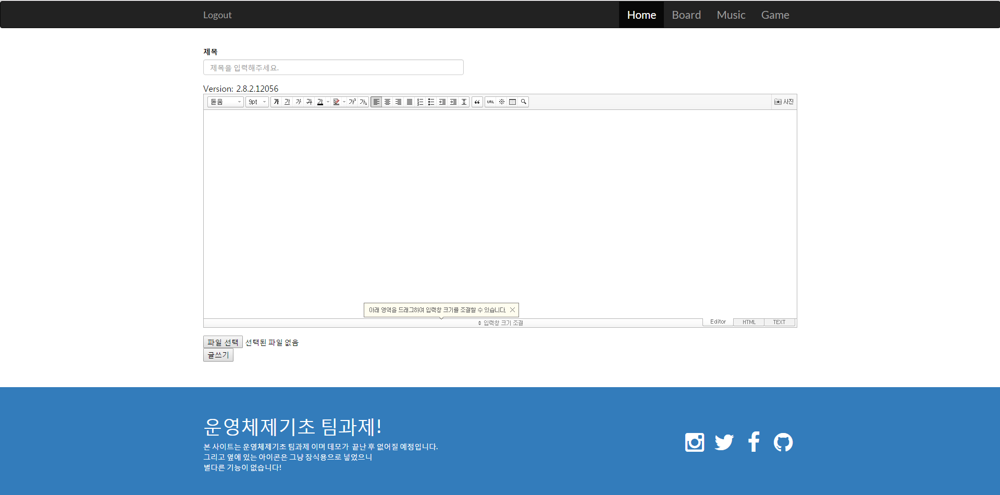 Logout Home Board Music Game
제목
제목을 입력해주세요.
Version: 2.8.2.12056
돋움 9pt 가 가 가 가 가 가¹ 가₁ URL ※ 사진
아래 영역을 드래그하여 입력창 크기를 조절할 수 있습니다.
입력창 크기 조절 Editor HTML TEXT
파일 선택 선택된 파일 없음
글쓰기
운영체제기초 팀과제!
본 사이트는 운영체제기초 팀과제 이며 데모가 끝난 후 없어질 예정입니다.
그리고 옆에 있는 아이콘은 그냥 장식용으로 넣었으니
별다른 기능이 없습니다!